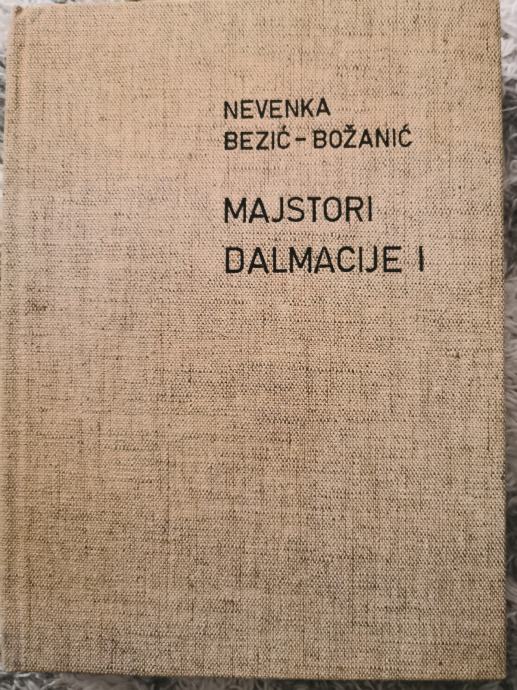 NEVENKA
BEZIĆ-BOŽANIĆ
MAJSTORI
DALMACIJE I